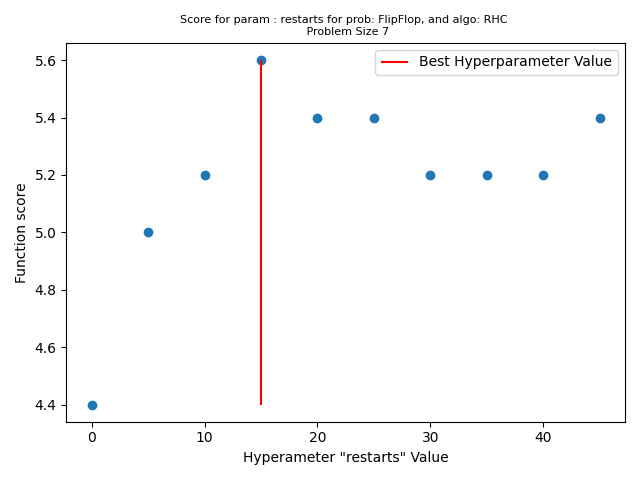 Score for param : restarts for prob: FlipFlop, and algo: RHC
Problem Size 7
Best Hyperparameter Value
5.6
5.4
5.2
5.0
4.8
4.6
4.4
Function score
0 10 20 30 40
Hyperameter "restarts" Value